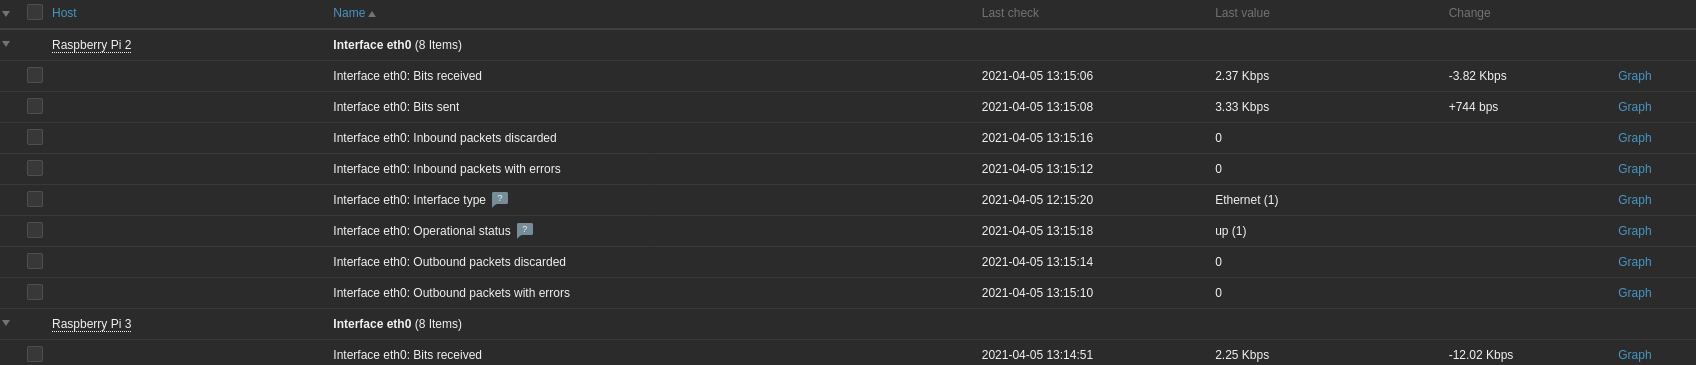 Host Name Last check Last value Change
Raspberry Pi 2 Interface eth0 (8 Items)
Interface eth0: Bits received 2021-04-05 13:15:06 2.37 Kbps -3.82 Kbps Graph
Interface eth0: Bits sent 2021-04-05 13:15:08 3.33 Kbps +744 bps Graph
Interface eth0: Inbound packets discarded 2021-04-05 13:15:16 0 Graph
Interface eth0: Inbound packets with errors 2021-04-05 13:15:12 0 Graph
Interface eth0: Interface type ? 2021-04-05 12:15:20 Ethernet (1) Graph
Interface eth0: Operational status ? 2021-04-05 13:15:18 up (1) Graph
Interface eth0: Outbound packets discarded 2021-04-05 13:15:14 0 Graph
Interface eth0: Outbound packets with errors 2021-04-05 13:15:10 0 Graph
Raspberry Pi 3 Interface eth0 (8 Items)
Interface eth0: Bits received 2021-04-05 13:14:51 2.25 Kbps -12.02 Kbps Graph